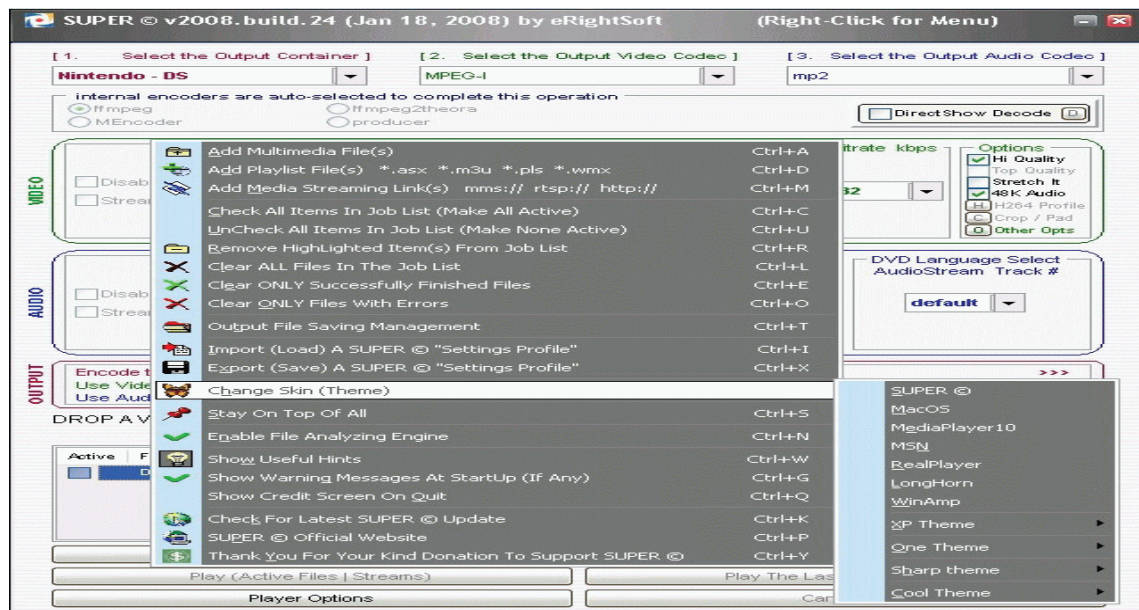 SUPER © v2008.build.24 (Jan 18, 2008) by eRightSoft (Right-Click for Menu)
[ 1. Select the Output Container ] [ 2. Select the Output Video Codec ] [ 3. Select the Output Audio Codec ]
Nintendo - DS MPEG-I mp2
internal encoders are auto-selected to complete this operation
ffmpeg ffmpeg2theora
MEncoder producer
DirectShow Decode D
VIDEO
Disab
Strea
itrate kbps
Options
Hi Quality
Top Quality
Stretch It
48K Audio
H H264 Profile
C Crop / Pad
O Other Opts
Add Multimedia File(s) Ctrl+A
Add Playlist File(s) *.asx *.m3u *.pls *.wmx Ctrl+D
Add Media Streaming Link(s) mms:// rtsp:// http:// Ctrl+M
Check All Items In Job List (Make All Active) Ctrl+C
UnCheck All Items In Job List (Make None Active) Ctrl+U
Remove HighLighted Item(s) From Job List Ctrl+R
Clear ALL Files In The Job List Ctrl+L
Clear ONLY Successfully Finished Files Ctrl+E
Clear ONLY Files With Errors Ctrl+O
Output File Saving Management Ctrl+T
Import (Load) A SUPER © "Settings Profile" Ctrl+I
Export (Save) A SUPER © "Settings Profile" Ctrl+X
Change Skin (Theme)
Stay On Top Of All Ctrl+S
Enable File Analyzing Engine Ctrl+N
Show Useful Hints Ctrl+W
Show Warning Messages At StartUp (If Any) Ctrl+G
Show Credit Screen On Quit Ctrl+Q
Check For Latest SUPER © Update Ctrl+K
SUPER © Official Website Ctrl+P
Thank You For Your Kind Donation To Support SUPER © Ctrl+Y
AUDIO
Disab
Strea
DVD Language Select
AudioStream Track #
default
OUTPUT
Encode t
Use Vide
Use Aud
>>>
DROP A V
Active F
D
SUPER ©
MacOS
MediaPlayer10
MSN
RealPlayer
LongHorn
WinAmp
XP Theme
One Theme
Sharp theme
Cool Theme
Play (Active Files | Streams) Play The Las
Player Options Can